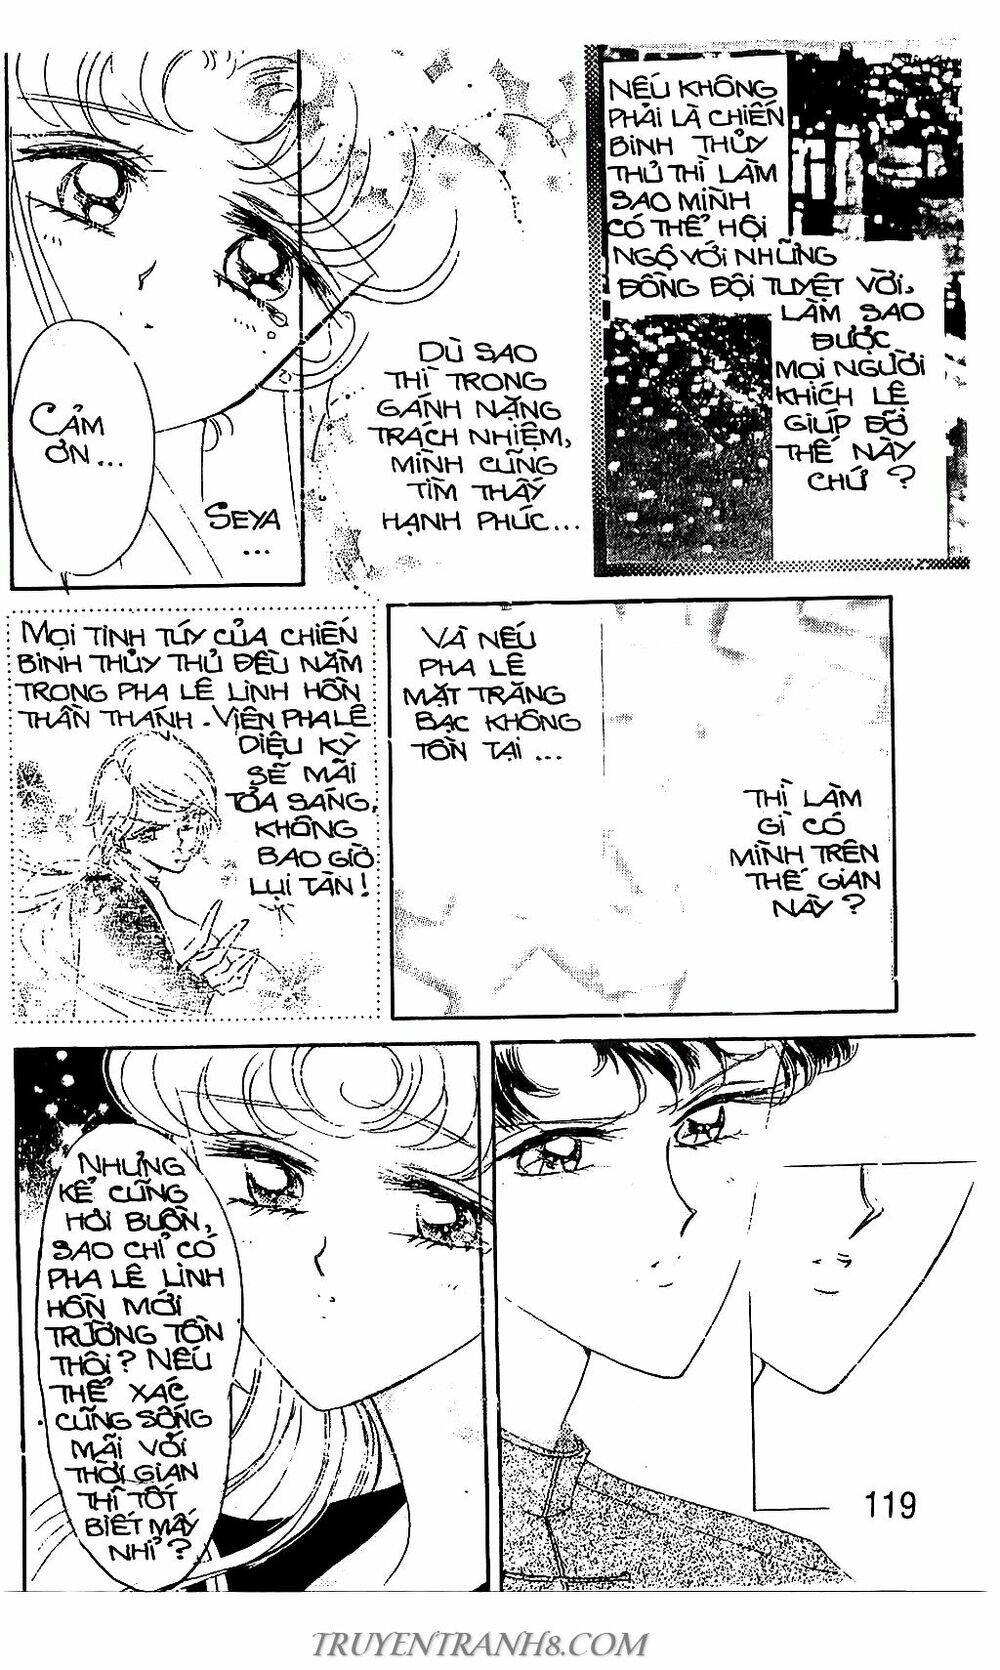 NẾU KHÔNG
PHẢI LÀ CHIẾN
BINH THỦY
THỦ THÌ LÀM
SAO MÌNH
CÓ THỂ HỘI
NGỘ VỚI NHỮNG
ĐỒNG ĐỘI TUYỆT VỜI,
LÀM SAO
ĐƯỢC
MỌI NGƯỜI
KHÍCH LỆ
GIÚP ĐỠ
THẾ NÀY
CHỨ?
DÙ SAO
THÌ TRONG
GÁNH NẶNG
TRÁCH NHIỆM,
MÌNH CŨNG
TÌM THẤY
HẠNH PHÚC...
CẢM
ƠN...
SEYA
...
MỌI TINH TÚY CỦA CHIẾN
BINH THỦY THỦ ĐỀU NẰM
TRONG PHA LÊ LINH HỒN
THẦN THÁNH. VIÊN PHA LÊ
DIỆU KỲ
SẼ MÃI
TỎA SÁNG,
KHÔNG
BAO GIỜ
LỤI TÀN!
VÀ NẾU
PHA LÊ
MẶT TRĂNG
BẠC KHÔNG
TỒN TẠI...
THÌ LÀM
GÌ CÓ
MÌNH TRÊN
THẾ GIAN
NÀY?
NHƯNG
KỂ CŨNG
HƠI BUỒN,
SAO CHỈ CÓ
PHA LÊ LINH
HỒN MỚI
TRƯỜNG TỒN
THÔI? NẾU
THỂ XÁC
CŨNG SỐNG
MÃI VỚI
THỜI GIAN
THÌ TỐT
BIẾT MẤY
NHỈ?
119
TRUYENTRANH8.COM